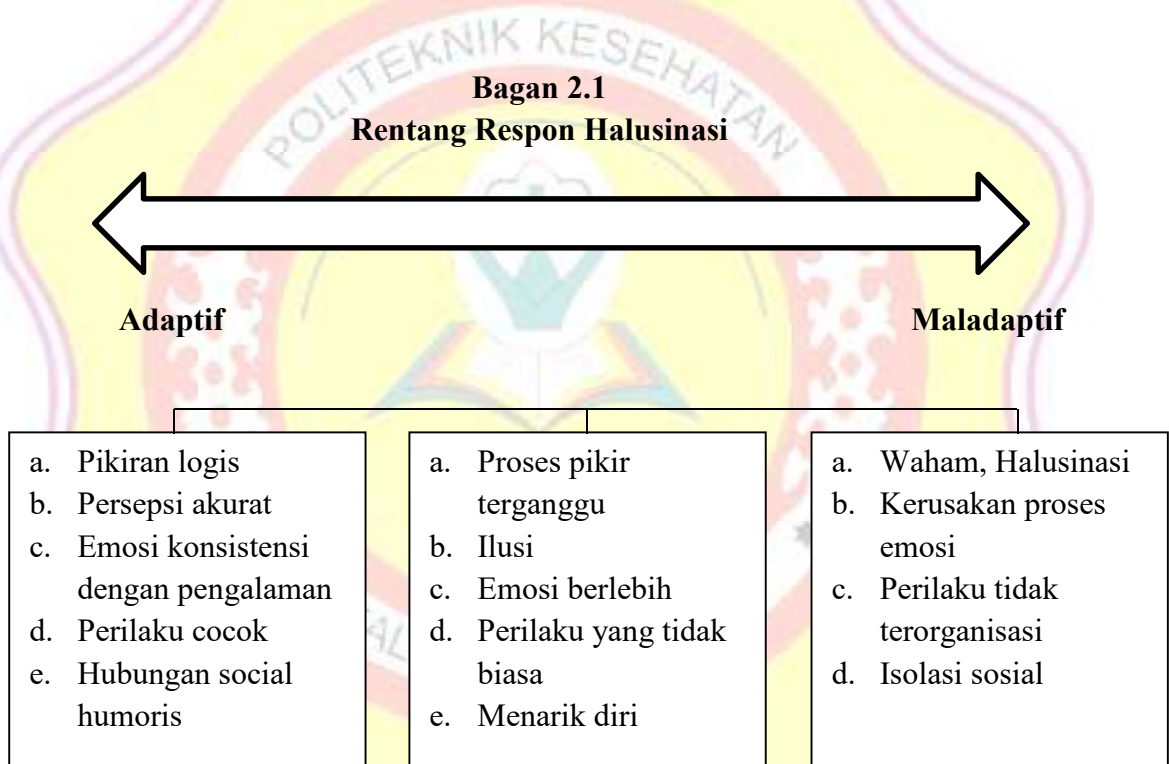 POLITEKNIK KESEHATAN
Bagan 2.1
Rentang Respon Halusinasi
Adaptif
Maladaptif
a. Pikiran logis
b. Persepsi akurat
c. Emosi konsistensi
dengan pengalaman
d. Perilaku cocok
e. Hubungan social
humoris
a. Proses pikir
terganggu
b. Ilusi
c. Emosi berlebih
d. Perilaku yang tidak
biasa
e. Menarik diri
a. Waham, Halusinasi
b. Kerusakan proses
emosi
c. Perilaku tidak
terorganisasi
d. Isolasi sosial